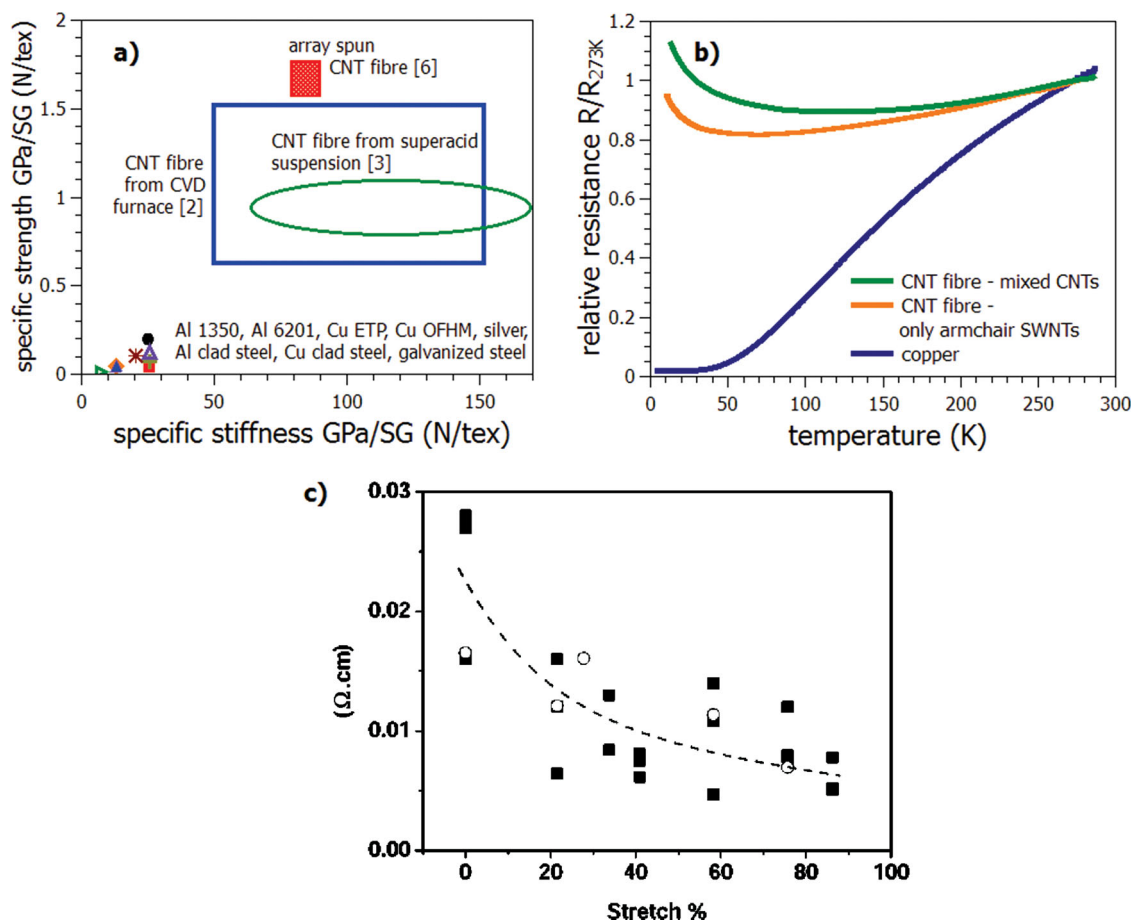 a)
specific strength GPa/SG (N/tex)
2
1.5
1
0.5
0
array spun
CNT fibre [6]
CNT fibre from superacid
suspension [3]
CNT fibre
from CVD
furnace [2]
Al 1350, Al 6201, Cu ETP, Cu OFHM, silver,
Al clad steel, Cu clad steel, galvanized steel
0
50
100
150
specific stiffness GPa/SG (N/tex)
b)
relative resistance R/R273K
1.2
1
0.8
0.6
0.4
0.2
0
CNT fibre - mixed CNTs
CNT fibre -
only armchair SWNTs
copper
0
50
100
150
200
250
300
temperature (K)
c)
(Ω.cm)
0.03
0.02
0.01
0.00
0
20
40
60
80
100
Stretch %